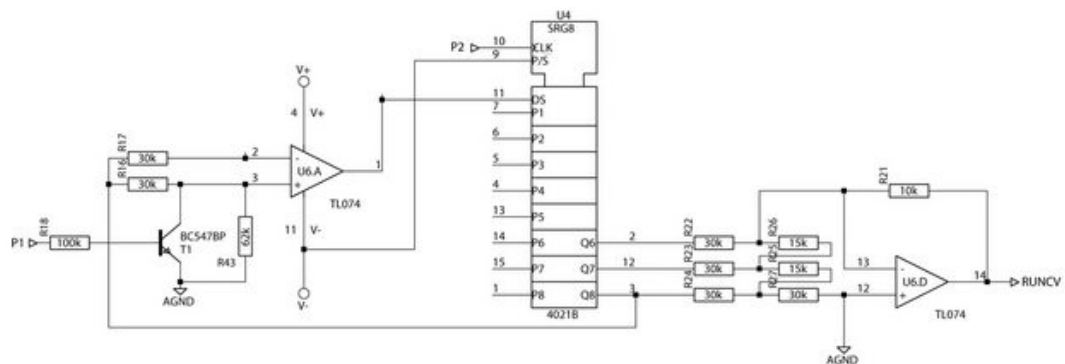 U4
SRG8
P2
10
CLK
9
P/S
V+
4
V+
11
DS
7
P1
6
P2
5
P3
4
P4
13
P5
14
P6
Q6
2
15
P7
Q7
12
1
P8
Q8
3
4021B
R17
30k
2
-
R16
30k
3
+
U6.A
1
TL074
11
V-
V-
P1
R18
100k
BC547BP
T1
R43
62k
AGND
R22
30k
R26
15k
R23
30k
R25
15k
R24
30k
R27
30k
R21
10k
13
-
12
+
U6.D
14
RUNCV
TL074
AGND